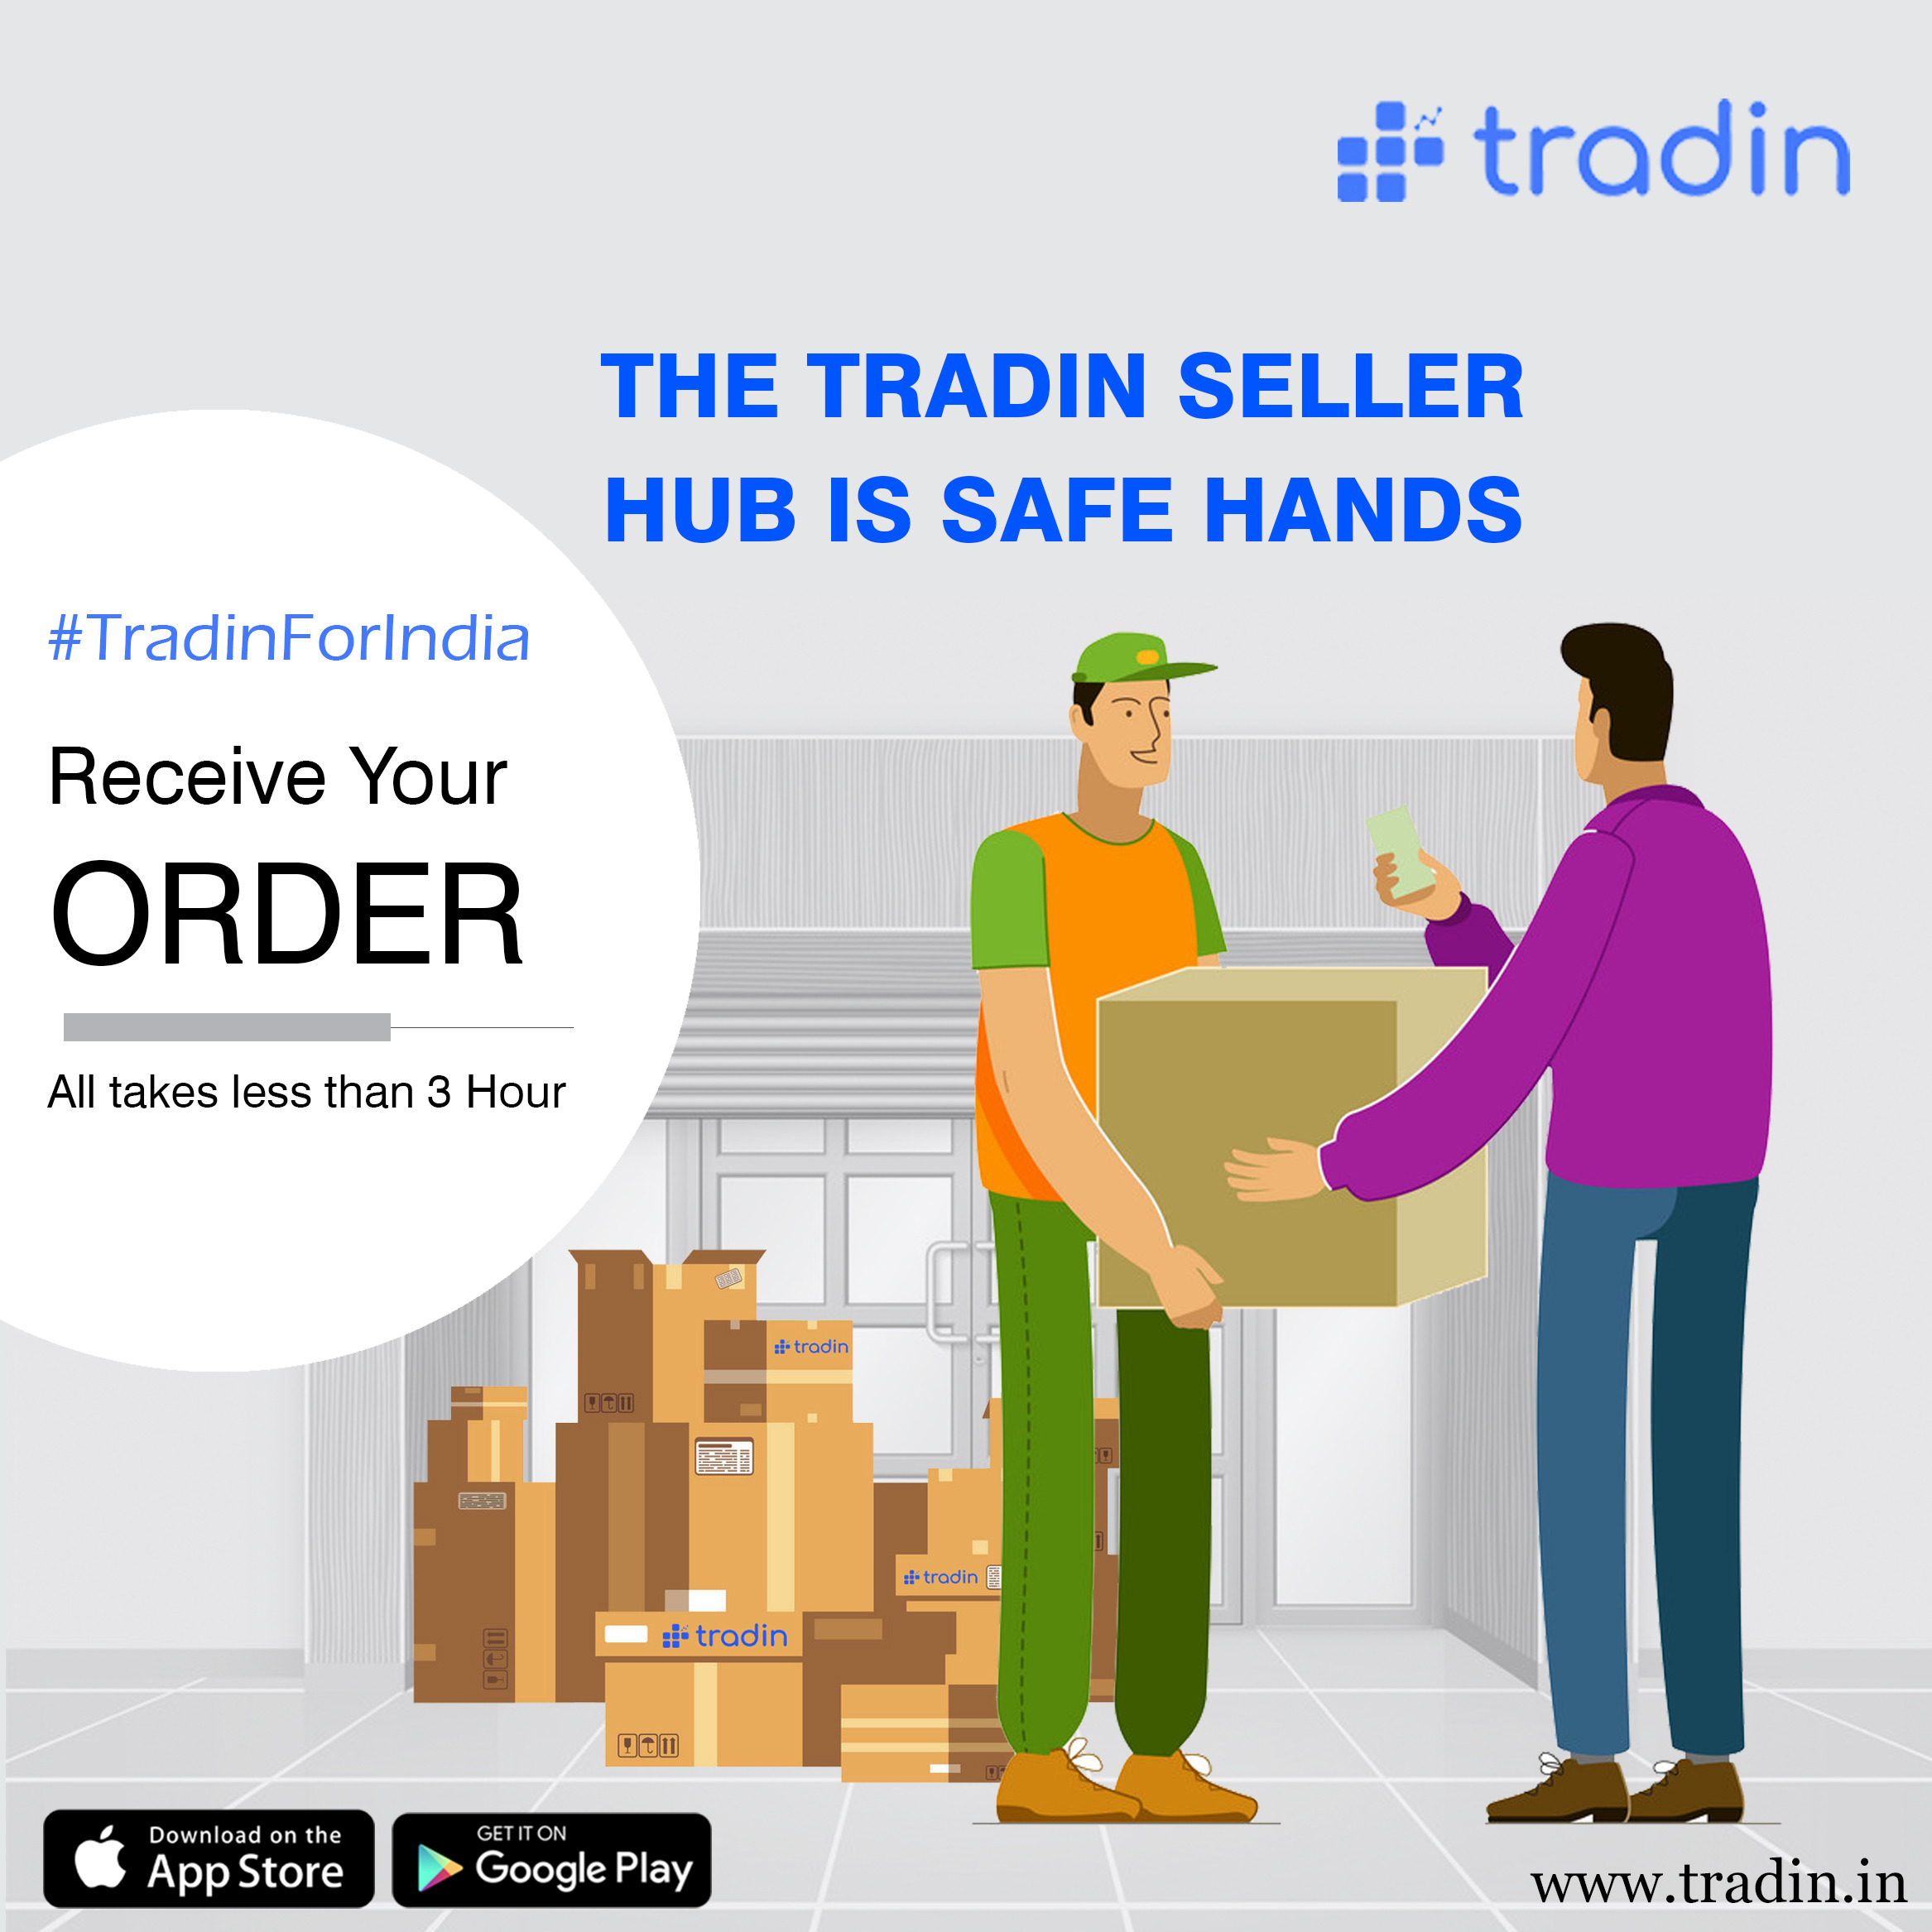 tradin
THE TRADIN SELLER
HUB IS SAFE HANDS
#TradinForIndia
Receive Your
ORDER
All takes less than 3 Hour
tradin
tradin
tradin
Download on the
App Store
GET IT ON
Google Play
www.tradin.in